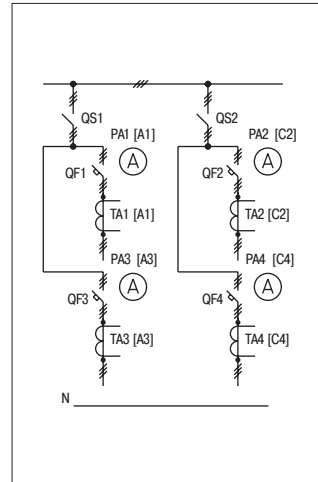 QS1 QS2
PA1 [A1] PA2 [C2]
A A
QF1 QF2
TA1 [A1] TA2 [C2]
PA3 [A3] PA4 [C4]
A A
QF3 QF4
TA3 [A3] TA4 [C4]
N